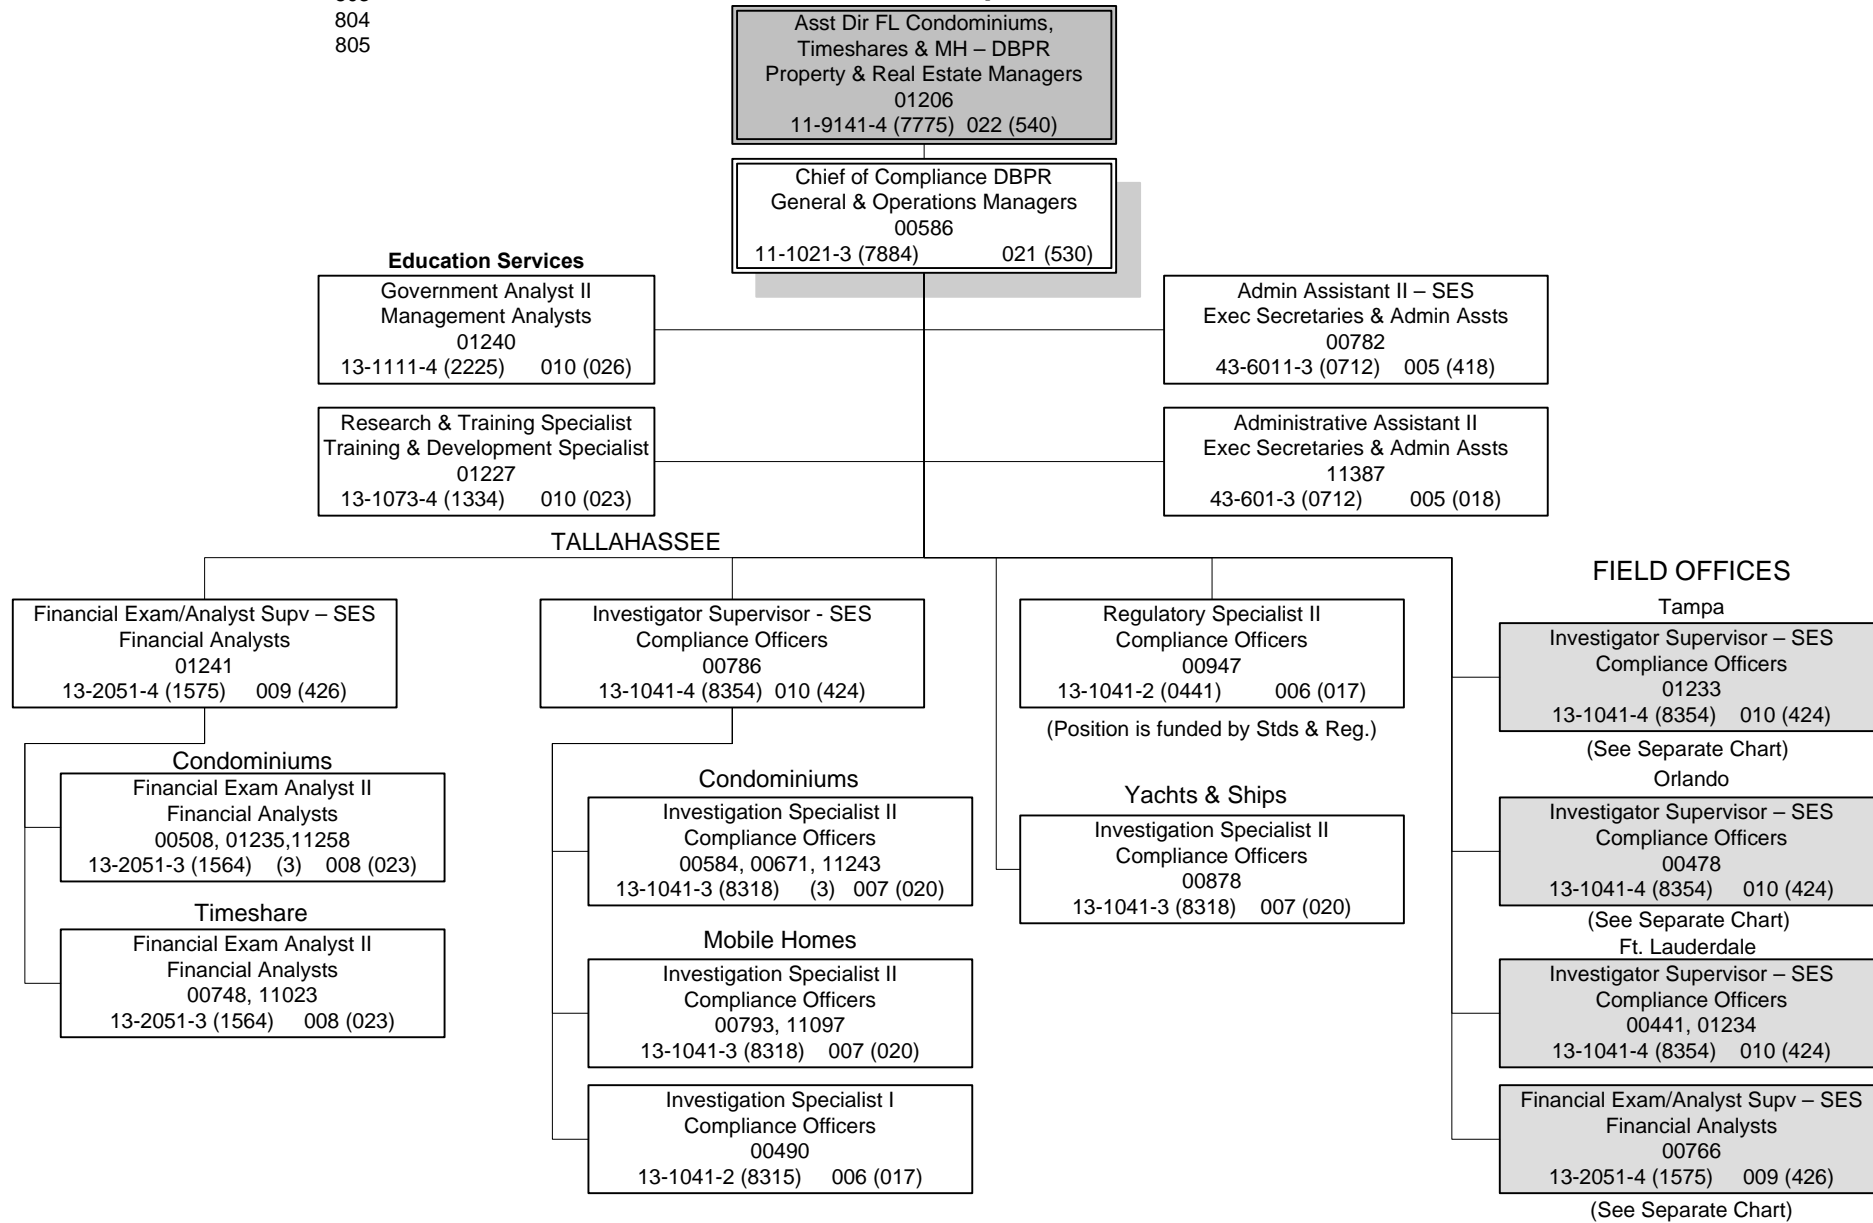 804
805
Asst Dir FL Condominiums,
Timeshares & MH – DBPR
Property & Real Estate Managers
01206
11-9141-4 (7775) 022 (540)
Chief of Compliance DBPR
General & Operations Managers
00586
11-1021-3 (7884) 021 (530)
Education Services
Government Analyst II
Management Analysts
01240
13-1111-4 (2225) 010 (026)
Admin Assistant II – SES
Exec Secretaries & Admin Assts
00782
43-6011-3 (0712) 005 (418)
Research & Training Specialist
Training & Development Specialist
01227
13-1073-4 (1334) 010 (023)
Administrative Assistant II
Exec Secretaries & Admin Assts
11387
43-601-3 (0712) 005 (018)
TALLAHASSEE
Financial Exam/Analyst Supv – SES
Financial Analysts
01241
13-2051-4 (1575) 009 (426)
Condominiums
Financial Exam Analyst II
Financial Analysts
00508, 01235,11258
13-2051-3 (1564) (3) 008 (023)
Timeshare
Financial Exam Analyst II
Financial Analysts
00748, 11023
13-2051-3 (1564) 008 (023)
Investigator Supervisor - SES
Compliance Officers
00786
13-1041-4 (8354) 010 (424)
Condominiums
Investigation Specialist II
Compliance Officers
00584, 00671, 11243
13-1041-3 (8318) (3) 007 (020)
Mobile Homes
Investigation Specialist II
Compliance Officers
00793, 11097
13-1041-3 (8318) 007 (020)
Investigation Specialist I
Compliance Officers
00490
13-1041-2 (8315) 006 (017)
Regulatory Specialist II
Compliance Officers
00947
13-1041-2 (0441) 006 (017)
(Position is funded by Stds & Reg.)
Yachts & Ships
Investigation Specialist II
Compliance Officers
00878
13-1041-3 (8318) 007 (020)
FIELD OFFICES
Tampa
Investigator Supervisor – SES
Compliance Officers
01233
13-1041-4 (8354) 010 (424)
(See Separate Chart)
Orlando
Investigator Supervisor – SES
Compliance Officers
00478
13-1041-4 (8354) 010 (424)
(See Separate Chart)
Ft. Lauderdale
Investigator Supervisor – SES
Compliance Officers
00441, 01234
13-1041-4 (8354) 010 (424)
Financial Exam/Analyst Supv – SES
Financial Analysts
00766
13-2051-4 (1575) 009 (426)
(See Separate Chart)